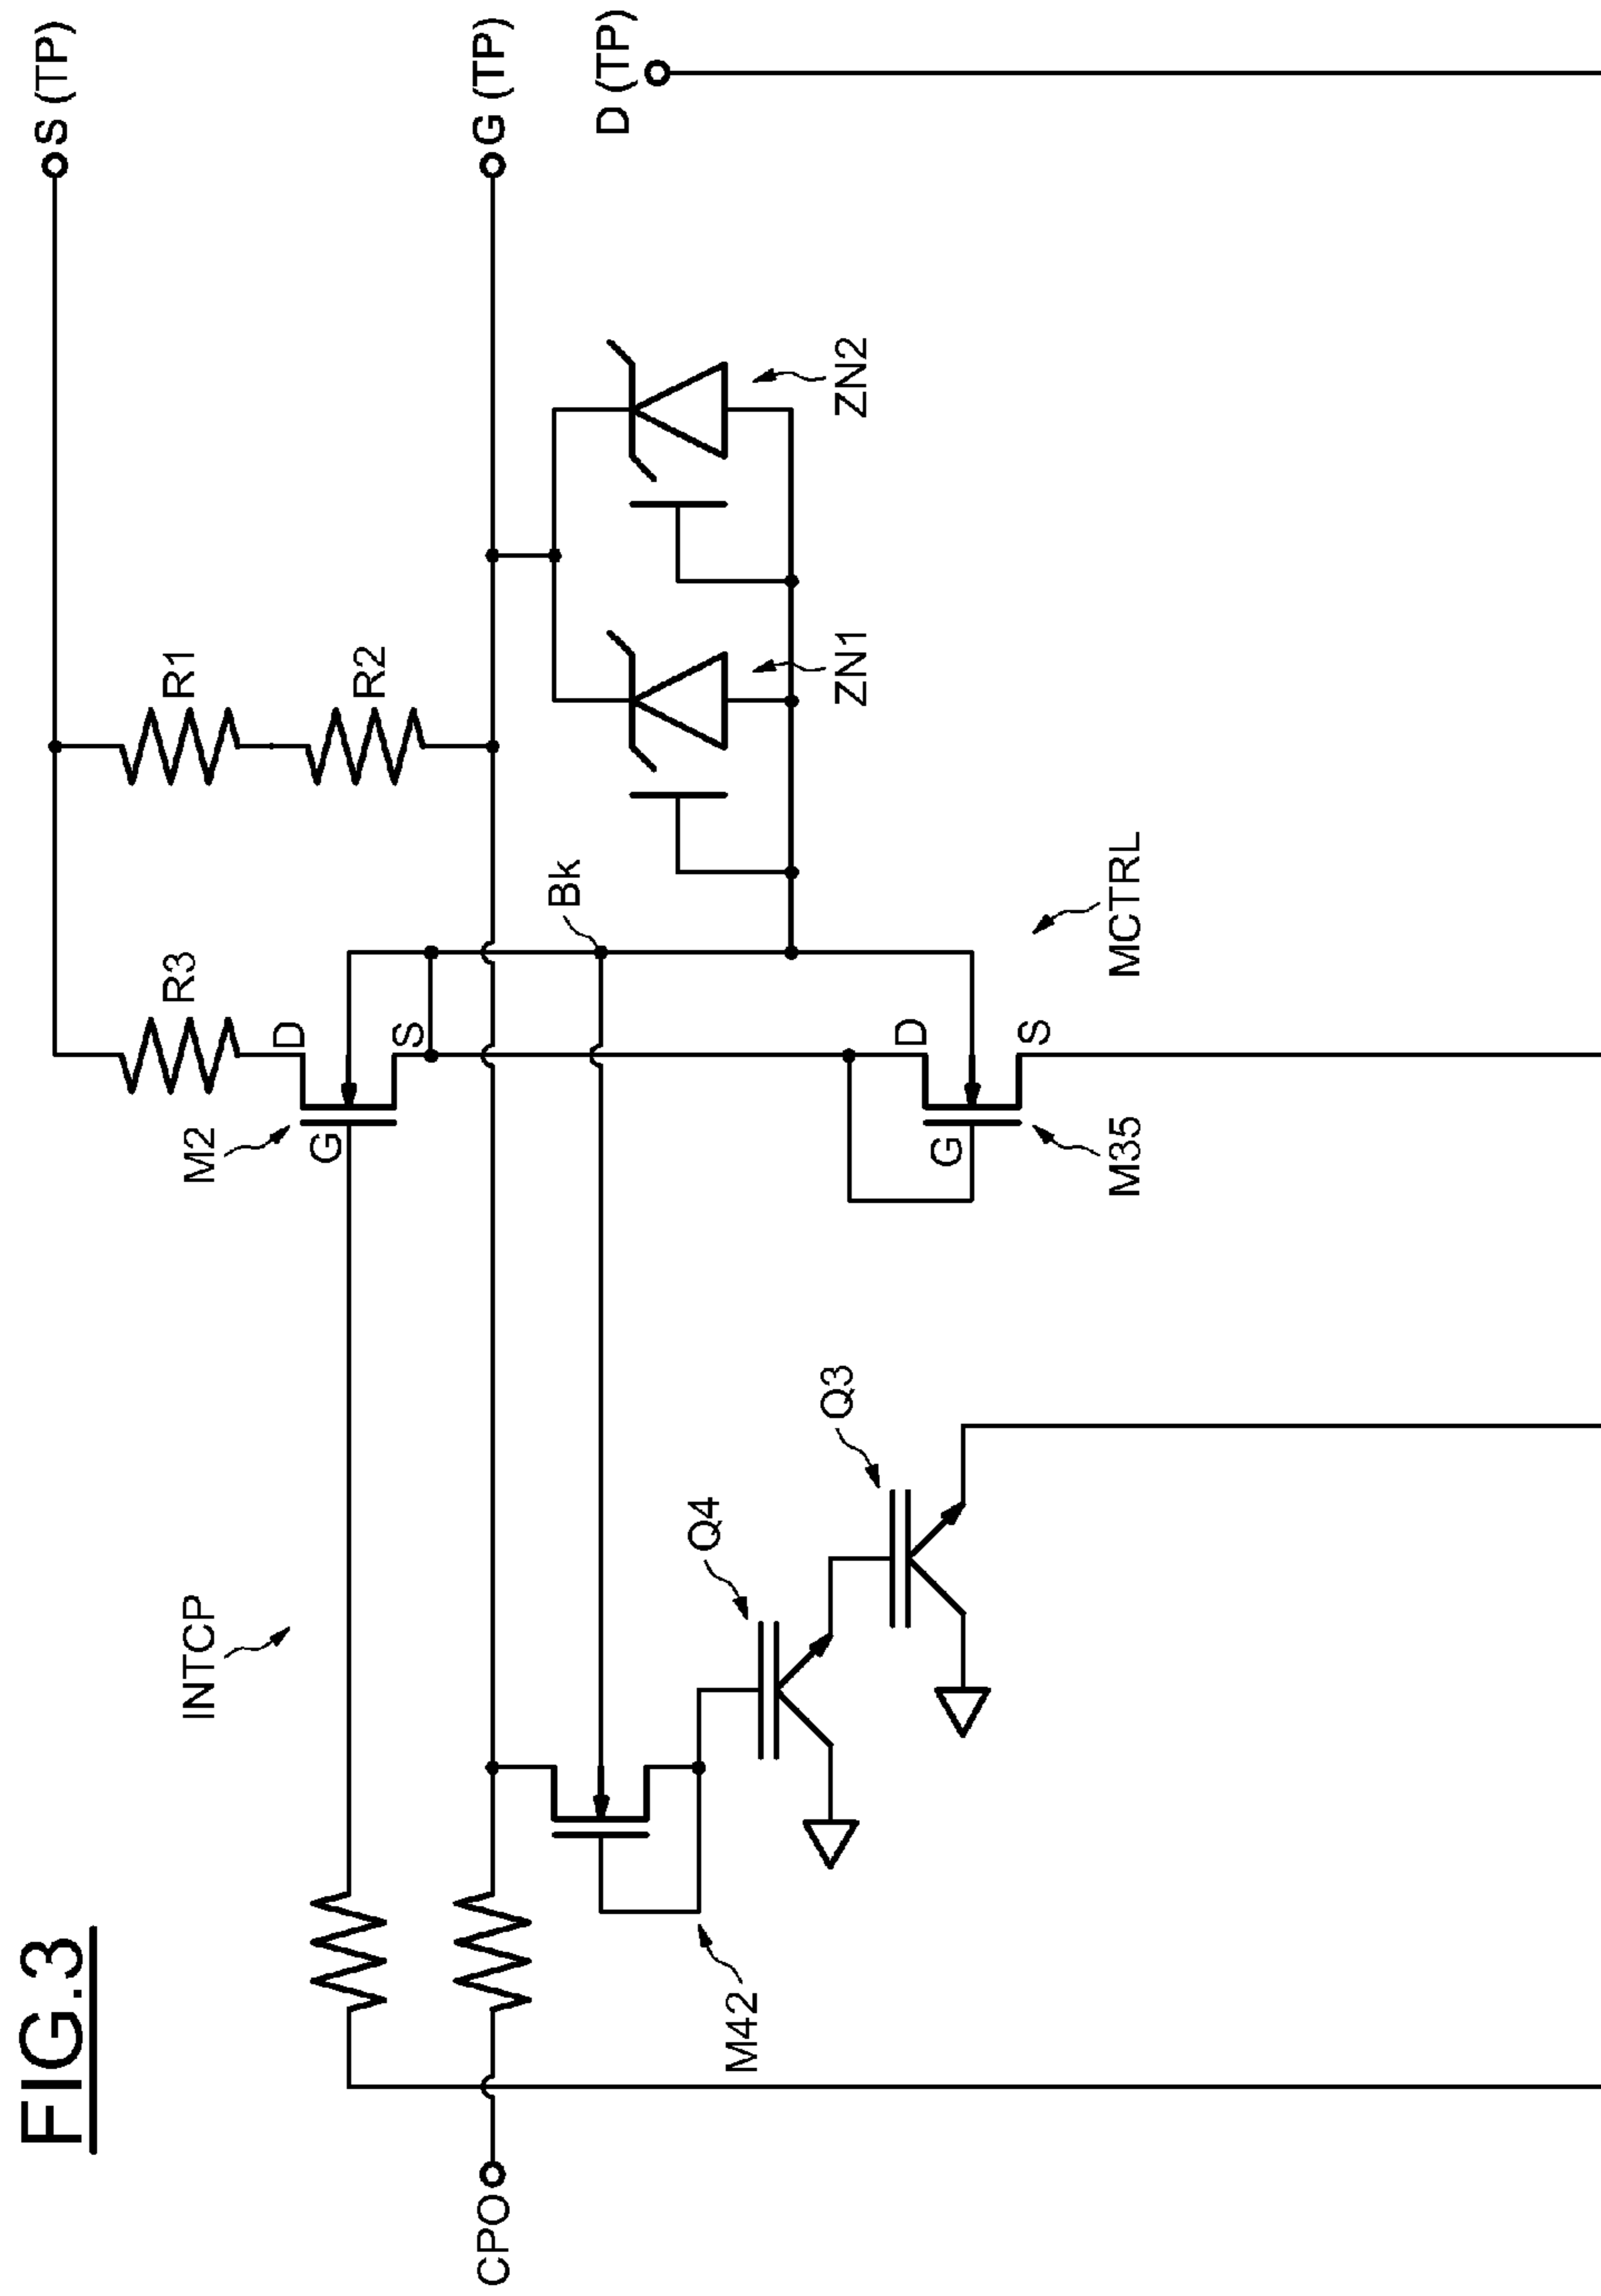 FIG.3
S (TP)
G (TP)
D (TP)
R1
R2
R3
D
S
M2
G
Bk
ZN1
ZN2
MCTRL
D
S
G
M35
INTCP
Q4
Q3
M42
CPO